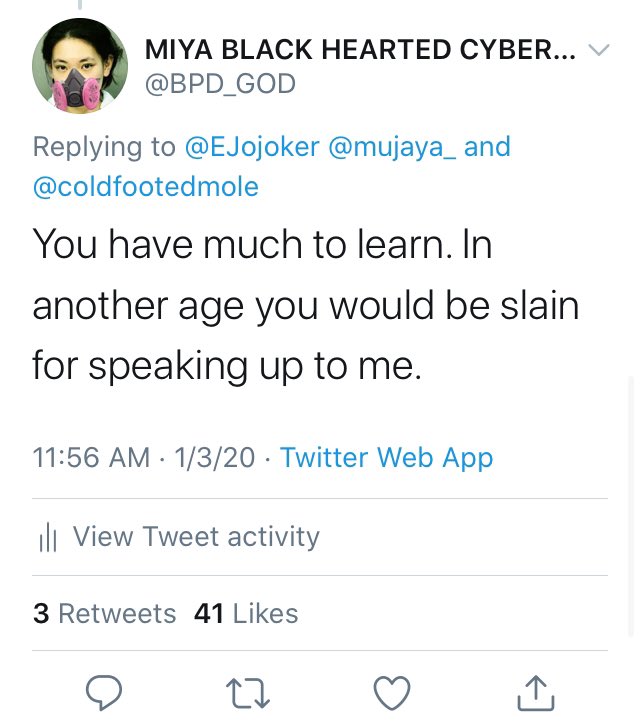 MIYA BLACK HEARTED CYBER...
@BPD_GOD
Replying to @EJojoker @mujaya_ and
@coldfootedmole
You have much to learn. In
another age you would be slain
for speaking up to me.
11:56 AM · 1/3/20 · Twitter Web App
View Tweet activity
3 Retweets 41 Likes